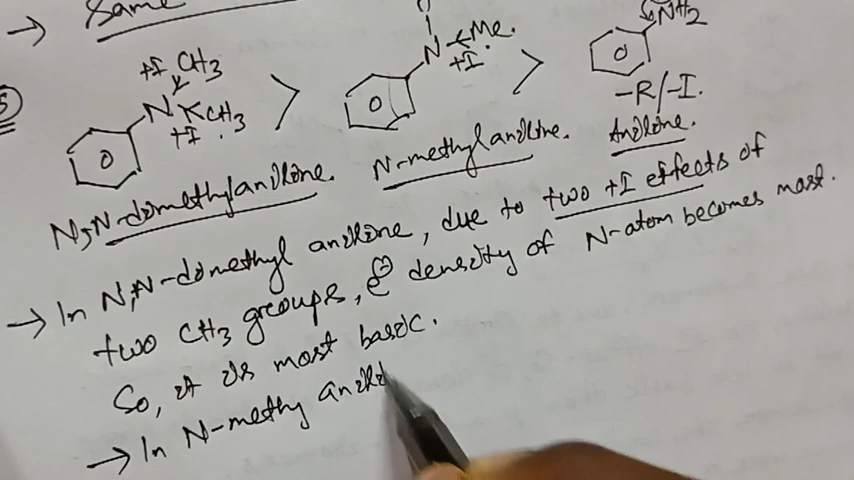 → Same
5
+I CH3
N
CH3
+I
>
N
Me.
+I
>
NH2
-R/-I.
N,N-dimethylaniline.
N-methylaniline.
Aniline.
→ In N,N-dimethyl aniline, due to two +I effects of
two CH3 groups, e⊖ density of N-atom becomes most.
So, it is most basic.
→ In N-methy anili